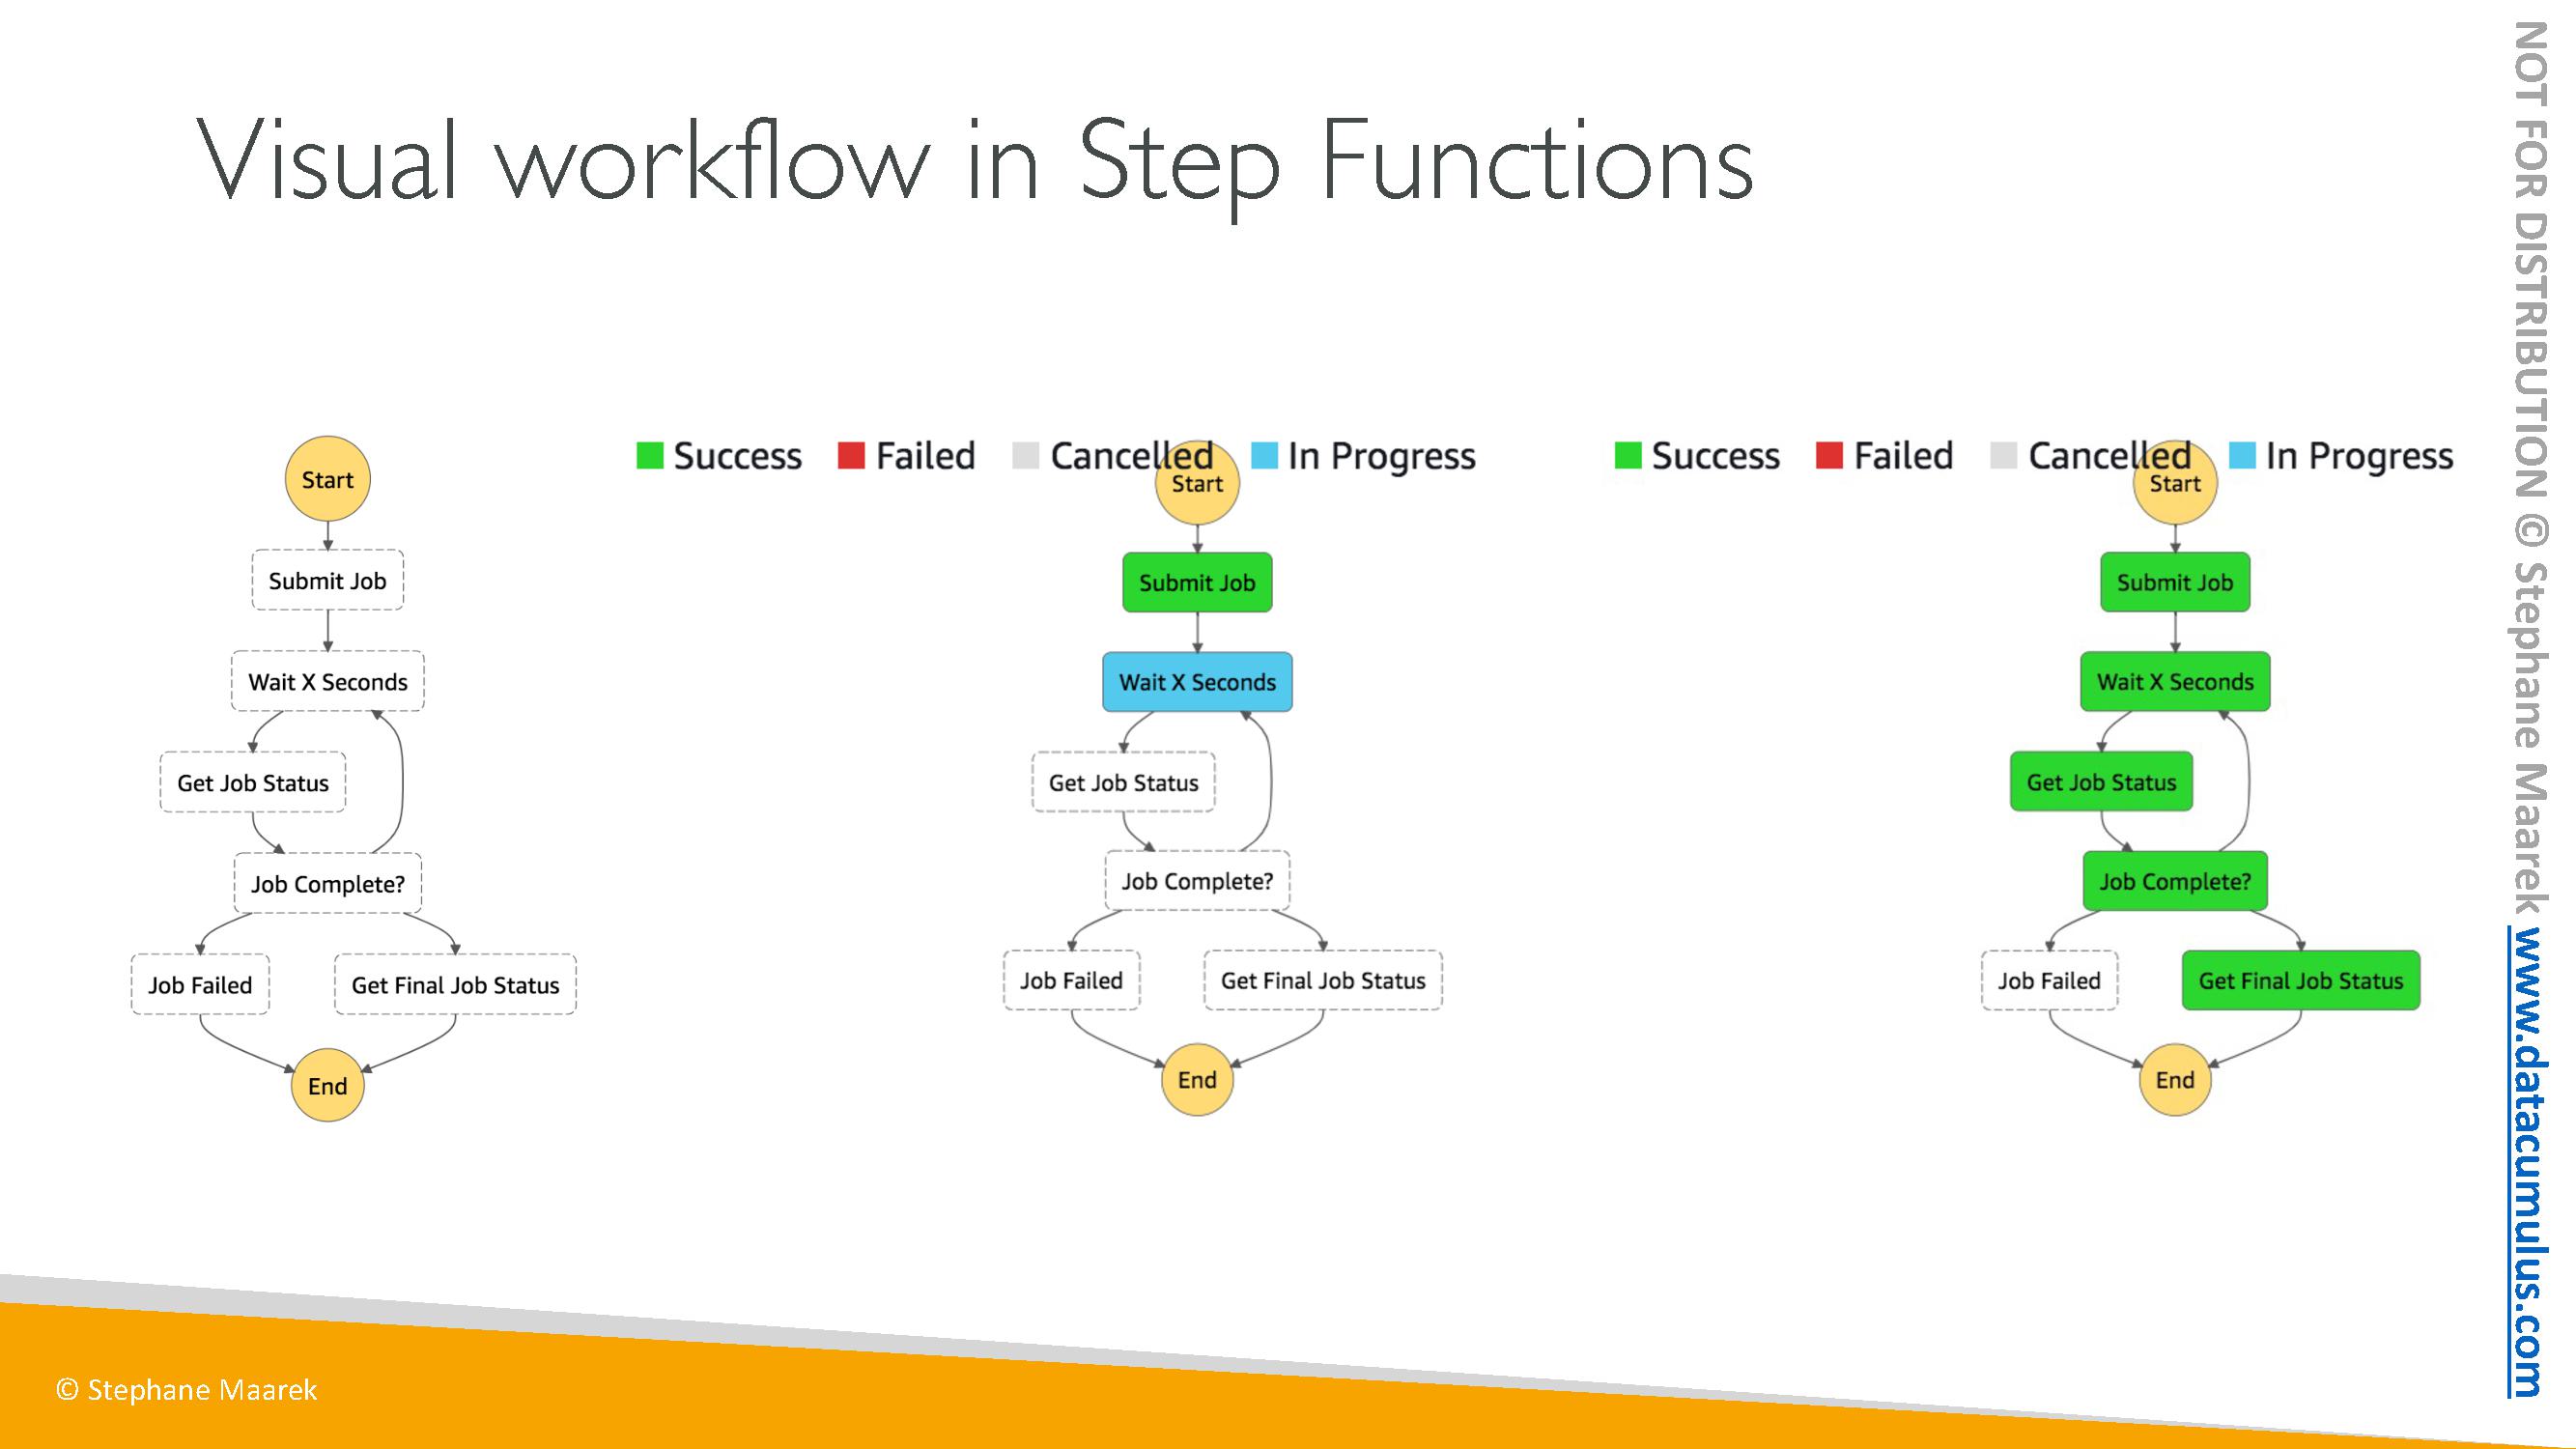 Visual workflow in Step Functions
Start
Submit Job
Wait X Seconds
Get Job Status
Job Complete?
Job Failed
Get Final Job Status
End
Success
Failed
Cancelled
In Progress
Start
Submit Job
Wait X Seconds
Get Job Status
Job Complete?
Job Failed
Get Final Job Status
End
Success
Failed
Cancelled
In Progress
Start
Submit Job
Wait X Seconds
Get Job Status
Job Complete?
Job Failed
Get Final Job Status
End
© Stephane Maarek
NOT FOR DISTRIBUTION © Stephane Maarek www.datacumulus.com